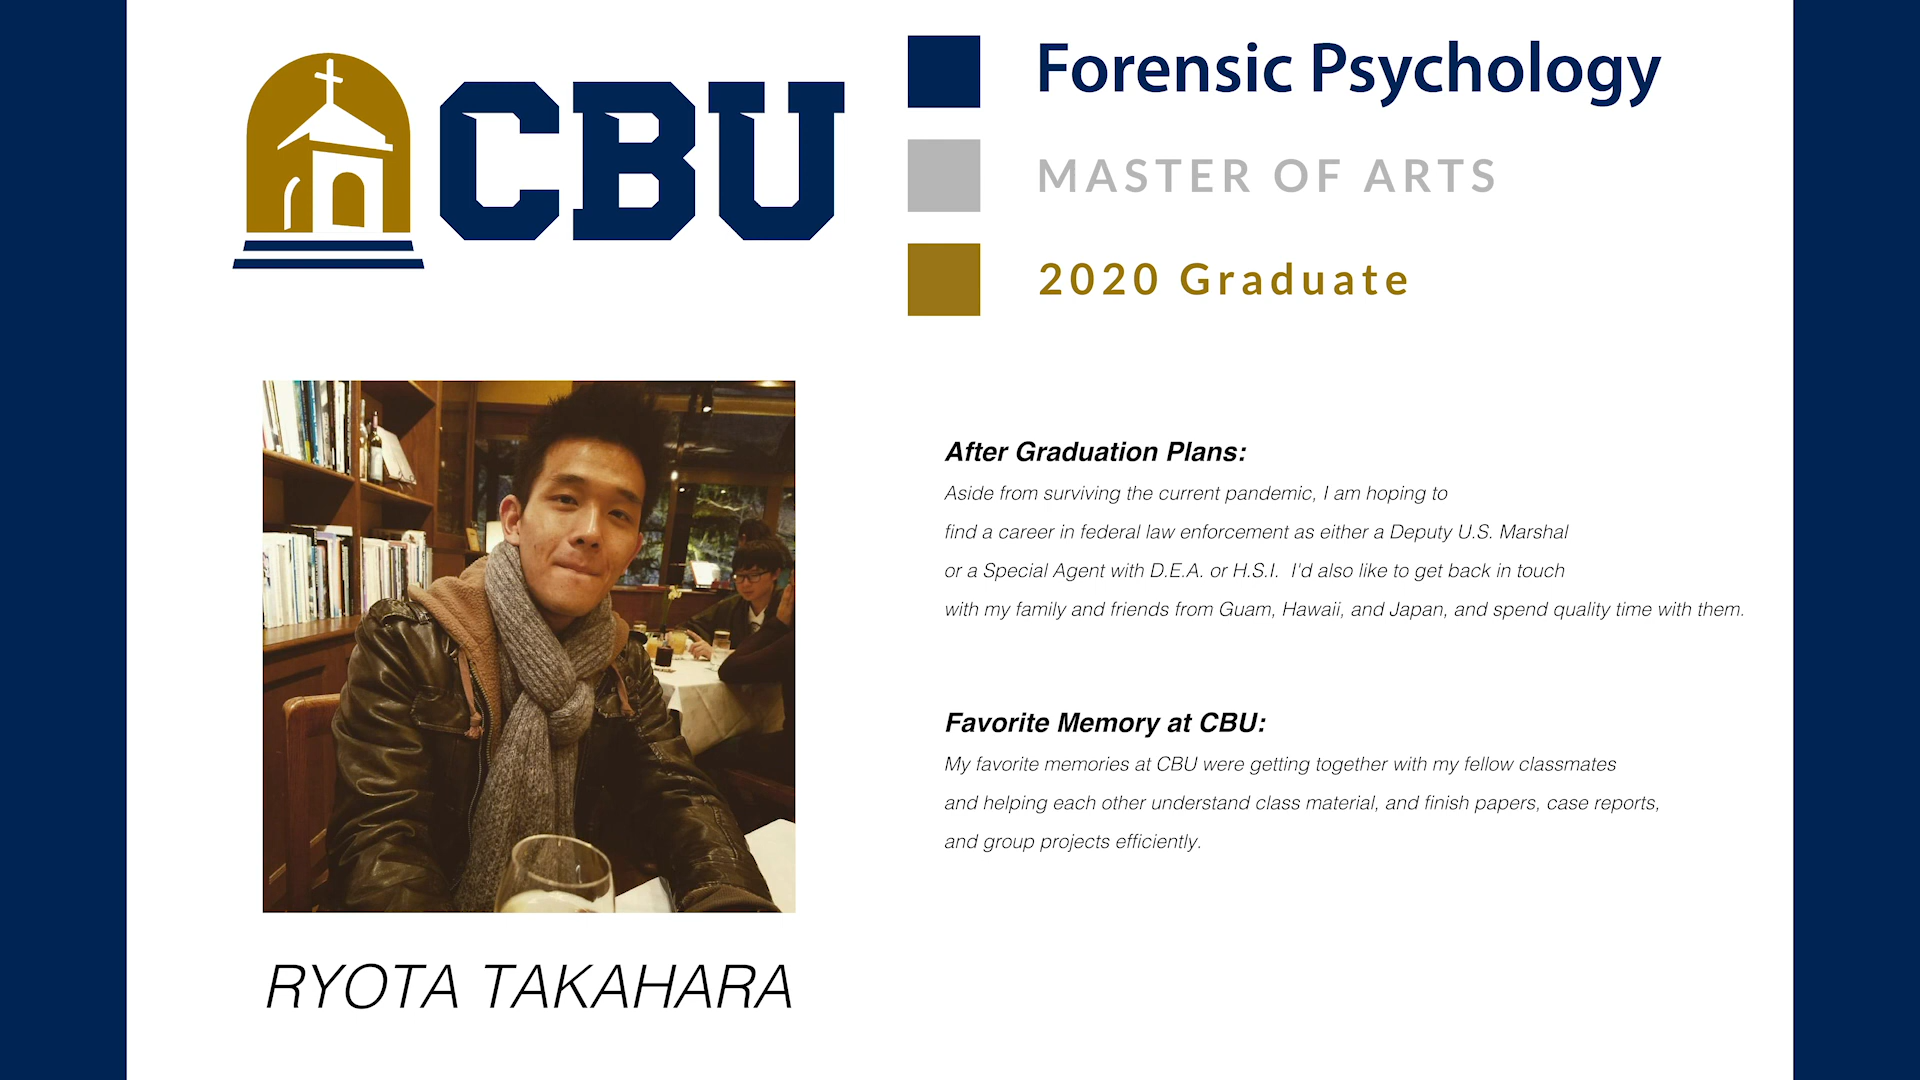 CBU
Forensic Psychology
MASTER OF ARTS
2020 Graduate
After Graduation Plans:
Aside from surviving the current pandemic, I am hoping to
find a career in federal law enforcement as either a Deputy U.S. Marshal
or a Special Agent with D.E.A. or H.S.I.  I'd also like to get back in touch
with my family and friends from Guam, Hawaii, and Japan, and spend quality time with them.
Favorite Memory at CBU:
My favorite memories at CBU were getting together with my fellow classmates
and helping each other understand class material, and finish papers, case reports,
and group projects efficiently.
RYOTA TAKAHARA